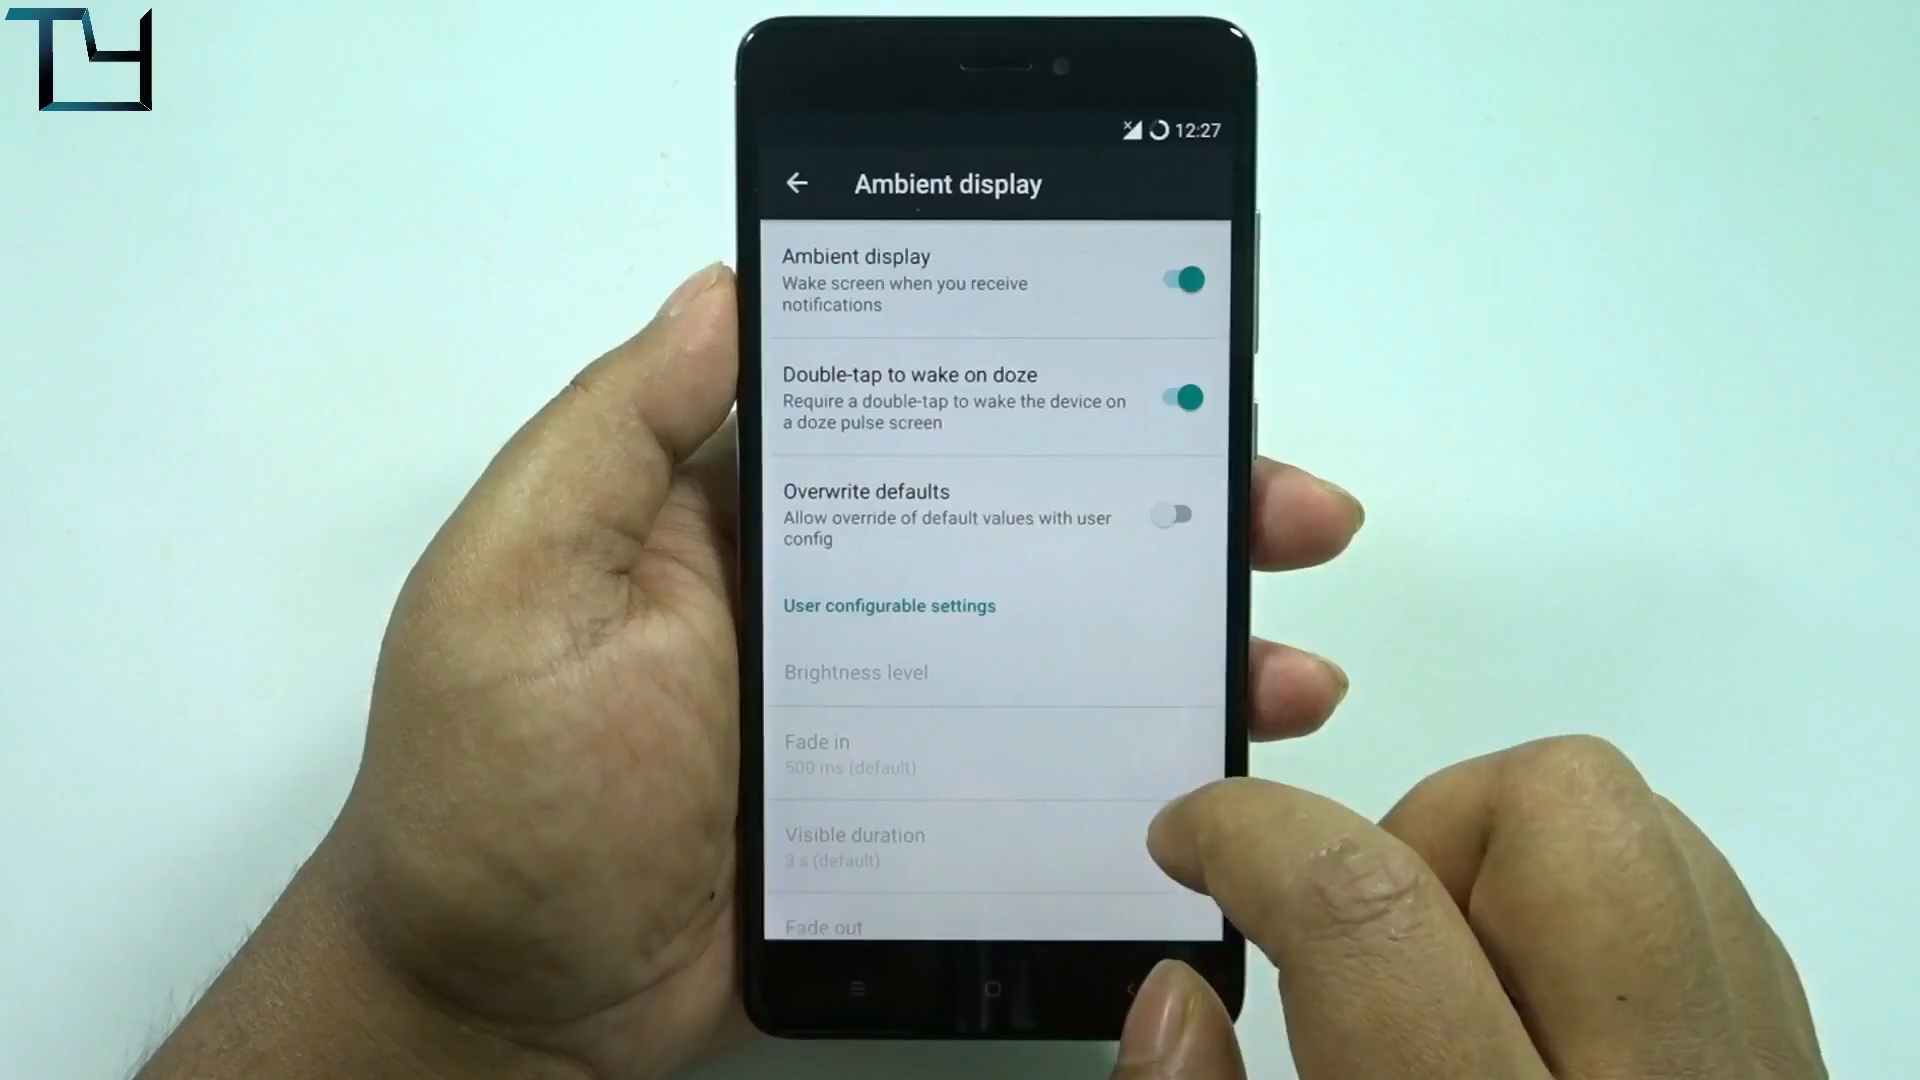 TY
12:27
Ambient display
Ambient display
Wake screen when you receive
notifications
Double-tap to wake on doze
Require a double-tap to wake the device on
a doze pulse screen
Overwrite defaults
Allow override of default values with user
config
User configurable settings
Brightness level
Fade in
500 ms (default)
Visible duration
3 s (default)
Fade out